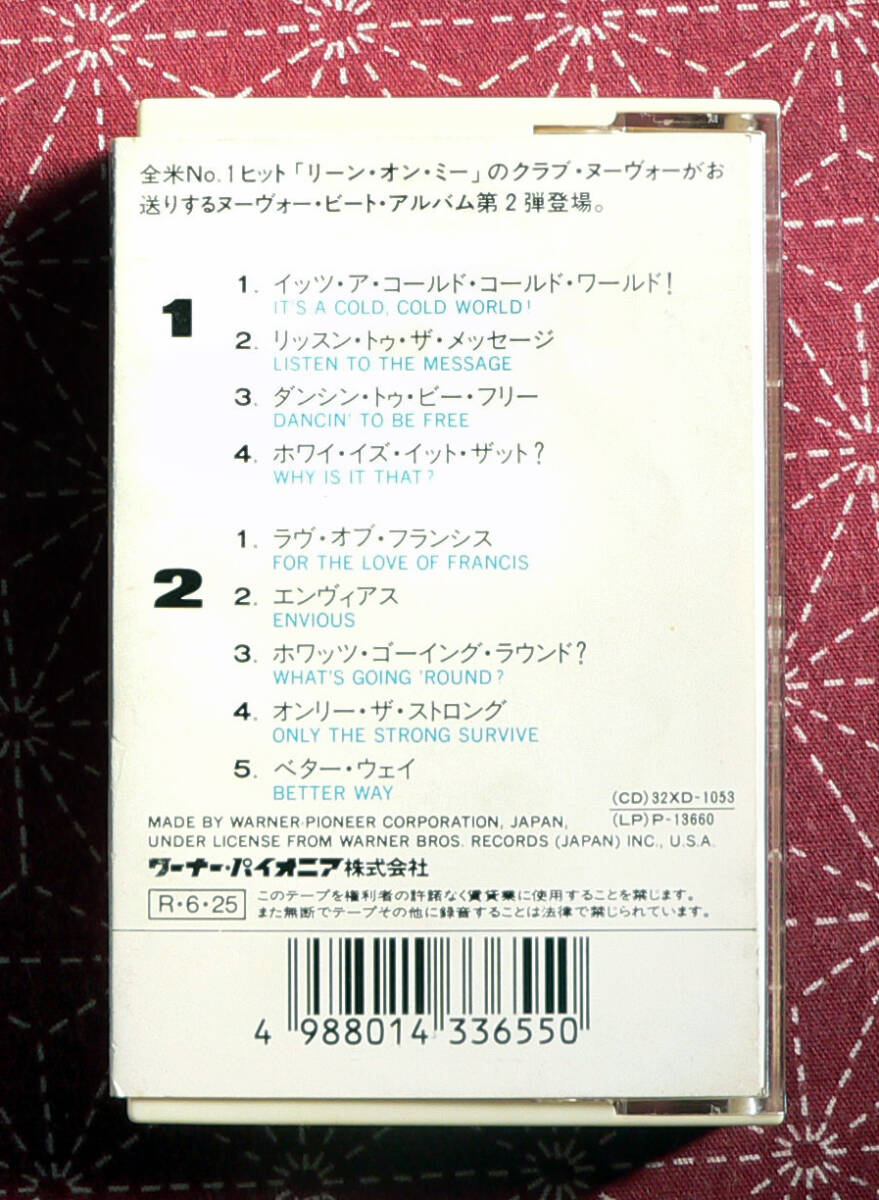 全米No.1ヒット「リーン・オン・ミー」のクラブ・ヌーヴォーがお
送りするヌーヴォー・ビート・アルバム第2弾登場。
1
1. イッツ・ア・コールド・コールド・ワールド!
IT'S A COLD, COLD WORLD!
2. リッスン・トゥ・ザ・メッセージ
LISTEN TO THE MESSAGE
3. ダンシン・トゥ・ビー・フリー
DANCIN' TO BE FREE
4. ホワイ・イズ・イット・ザット?
WHY IS IT THAT?
2
1. ラヴ・オブ・フランシス
FOR THE LOVE OF FRANCIS
2. エンヴィアス
ENVIOUS
3. ホワッツ・ゴーイング・ラウンド?
WHAT'S GOING 'ROUND?
4. オンリー・ザ・ストロング
ONLY THE STRONG SURVIVE
5. ベター・ウェイ
BETTER WAY
(CD)32XD-1053
(LP)P-13660
MADE BY WARNER-PIONEER CORPORATION, JAPAN,
UNDER LICENSE FROM WARNER BROS. RECORDS (JAPAN) INC., U.S.A.
ワーナー・パイオニア株式会社
R・6・25
このテープを権利者の許諾なく賃貸業に使用することを禁じます。
また無断でテープその他に録音することは法律で禁じられています。
4 988014 336550